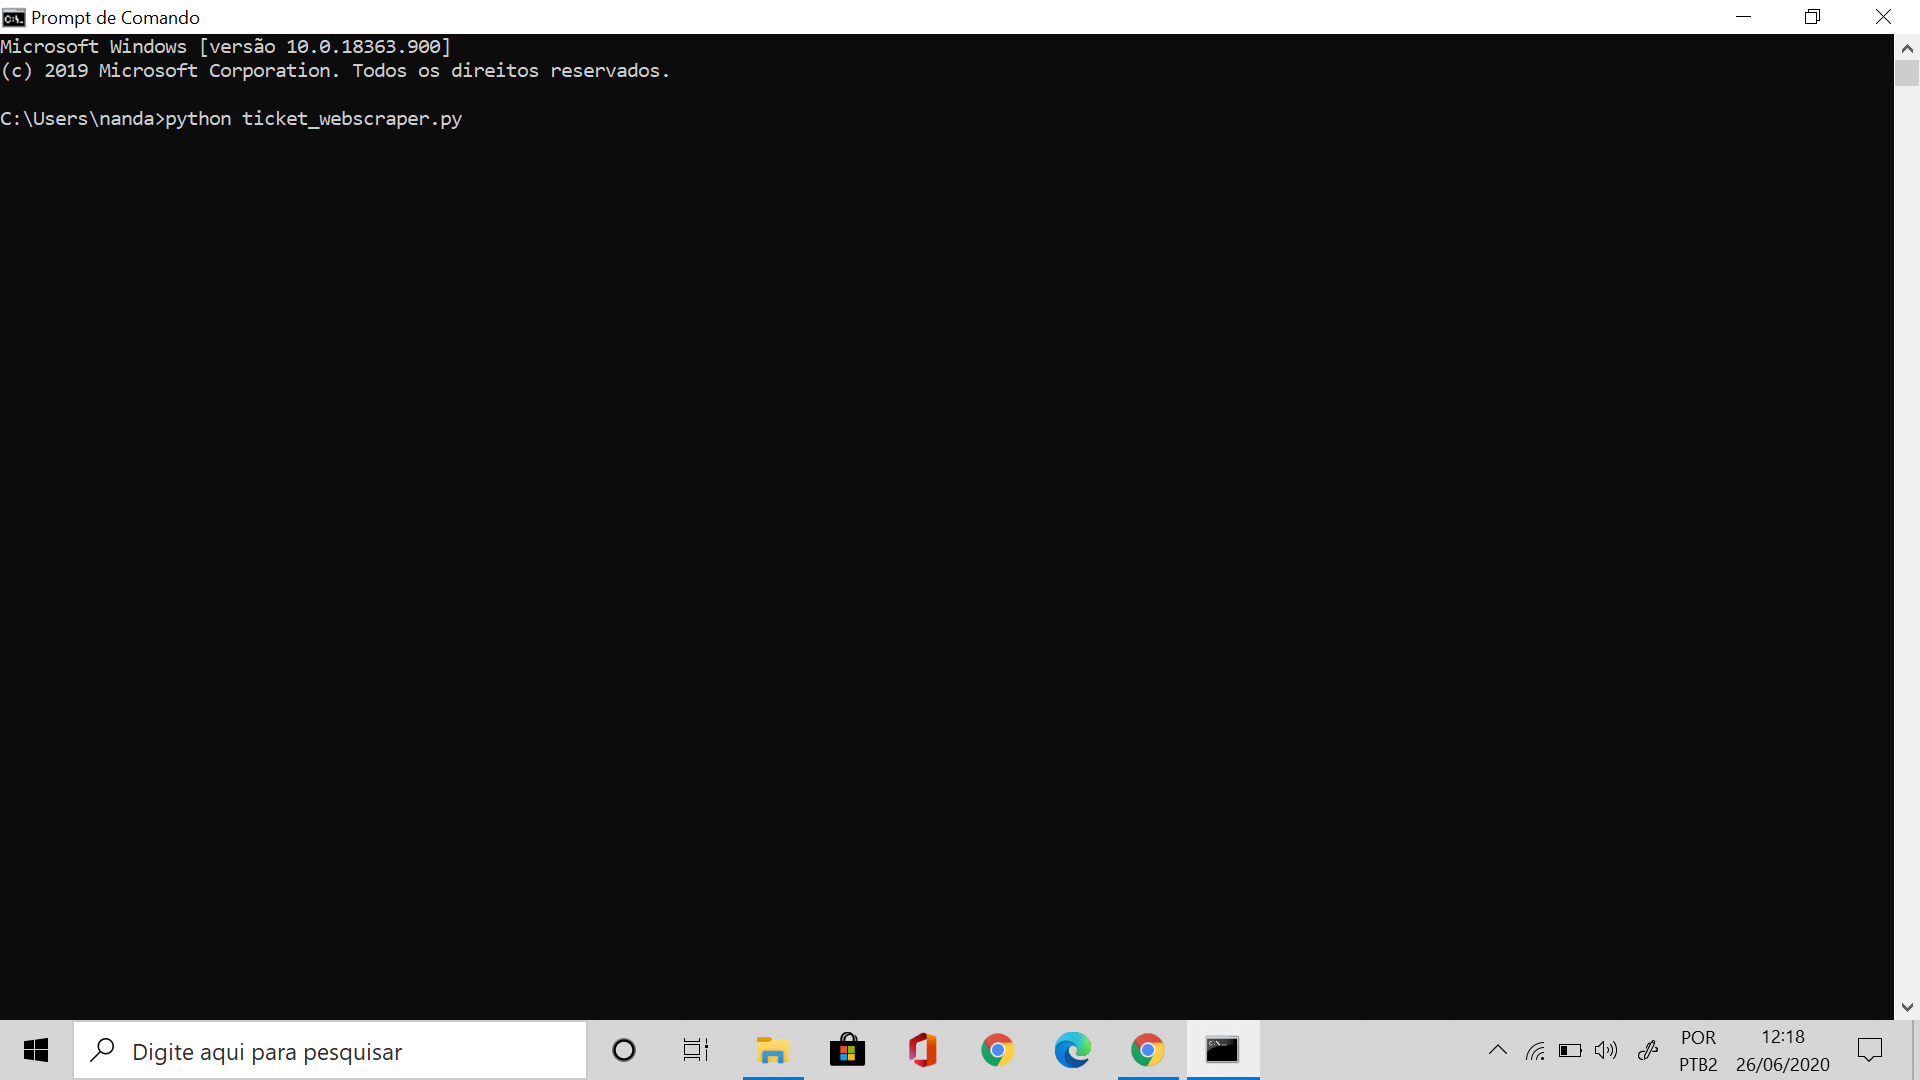 Prompt de Comando
Microsoft Windows [versão 10.0.18363.900]
(c) 2019 Microsoft Corporation. Todos os direitos reservados.
C:\Users\nanda>python ticket_webscraper.py
Digite aqui para pesquisar
POR
PTB2
12:18
26/06/2020